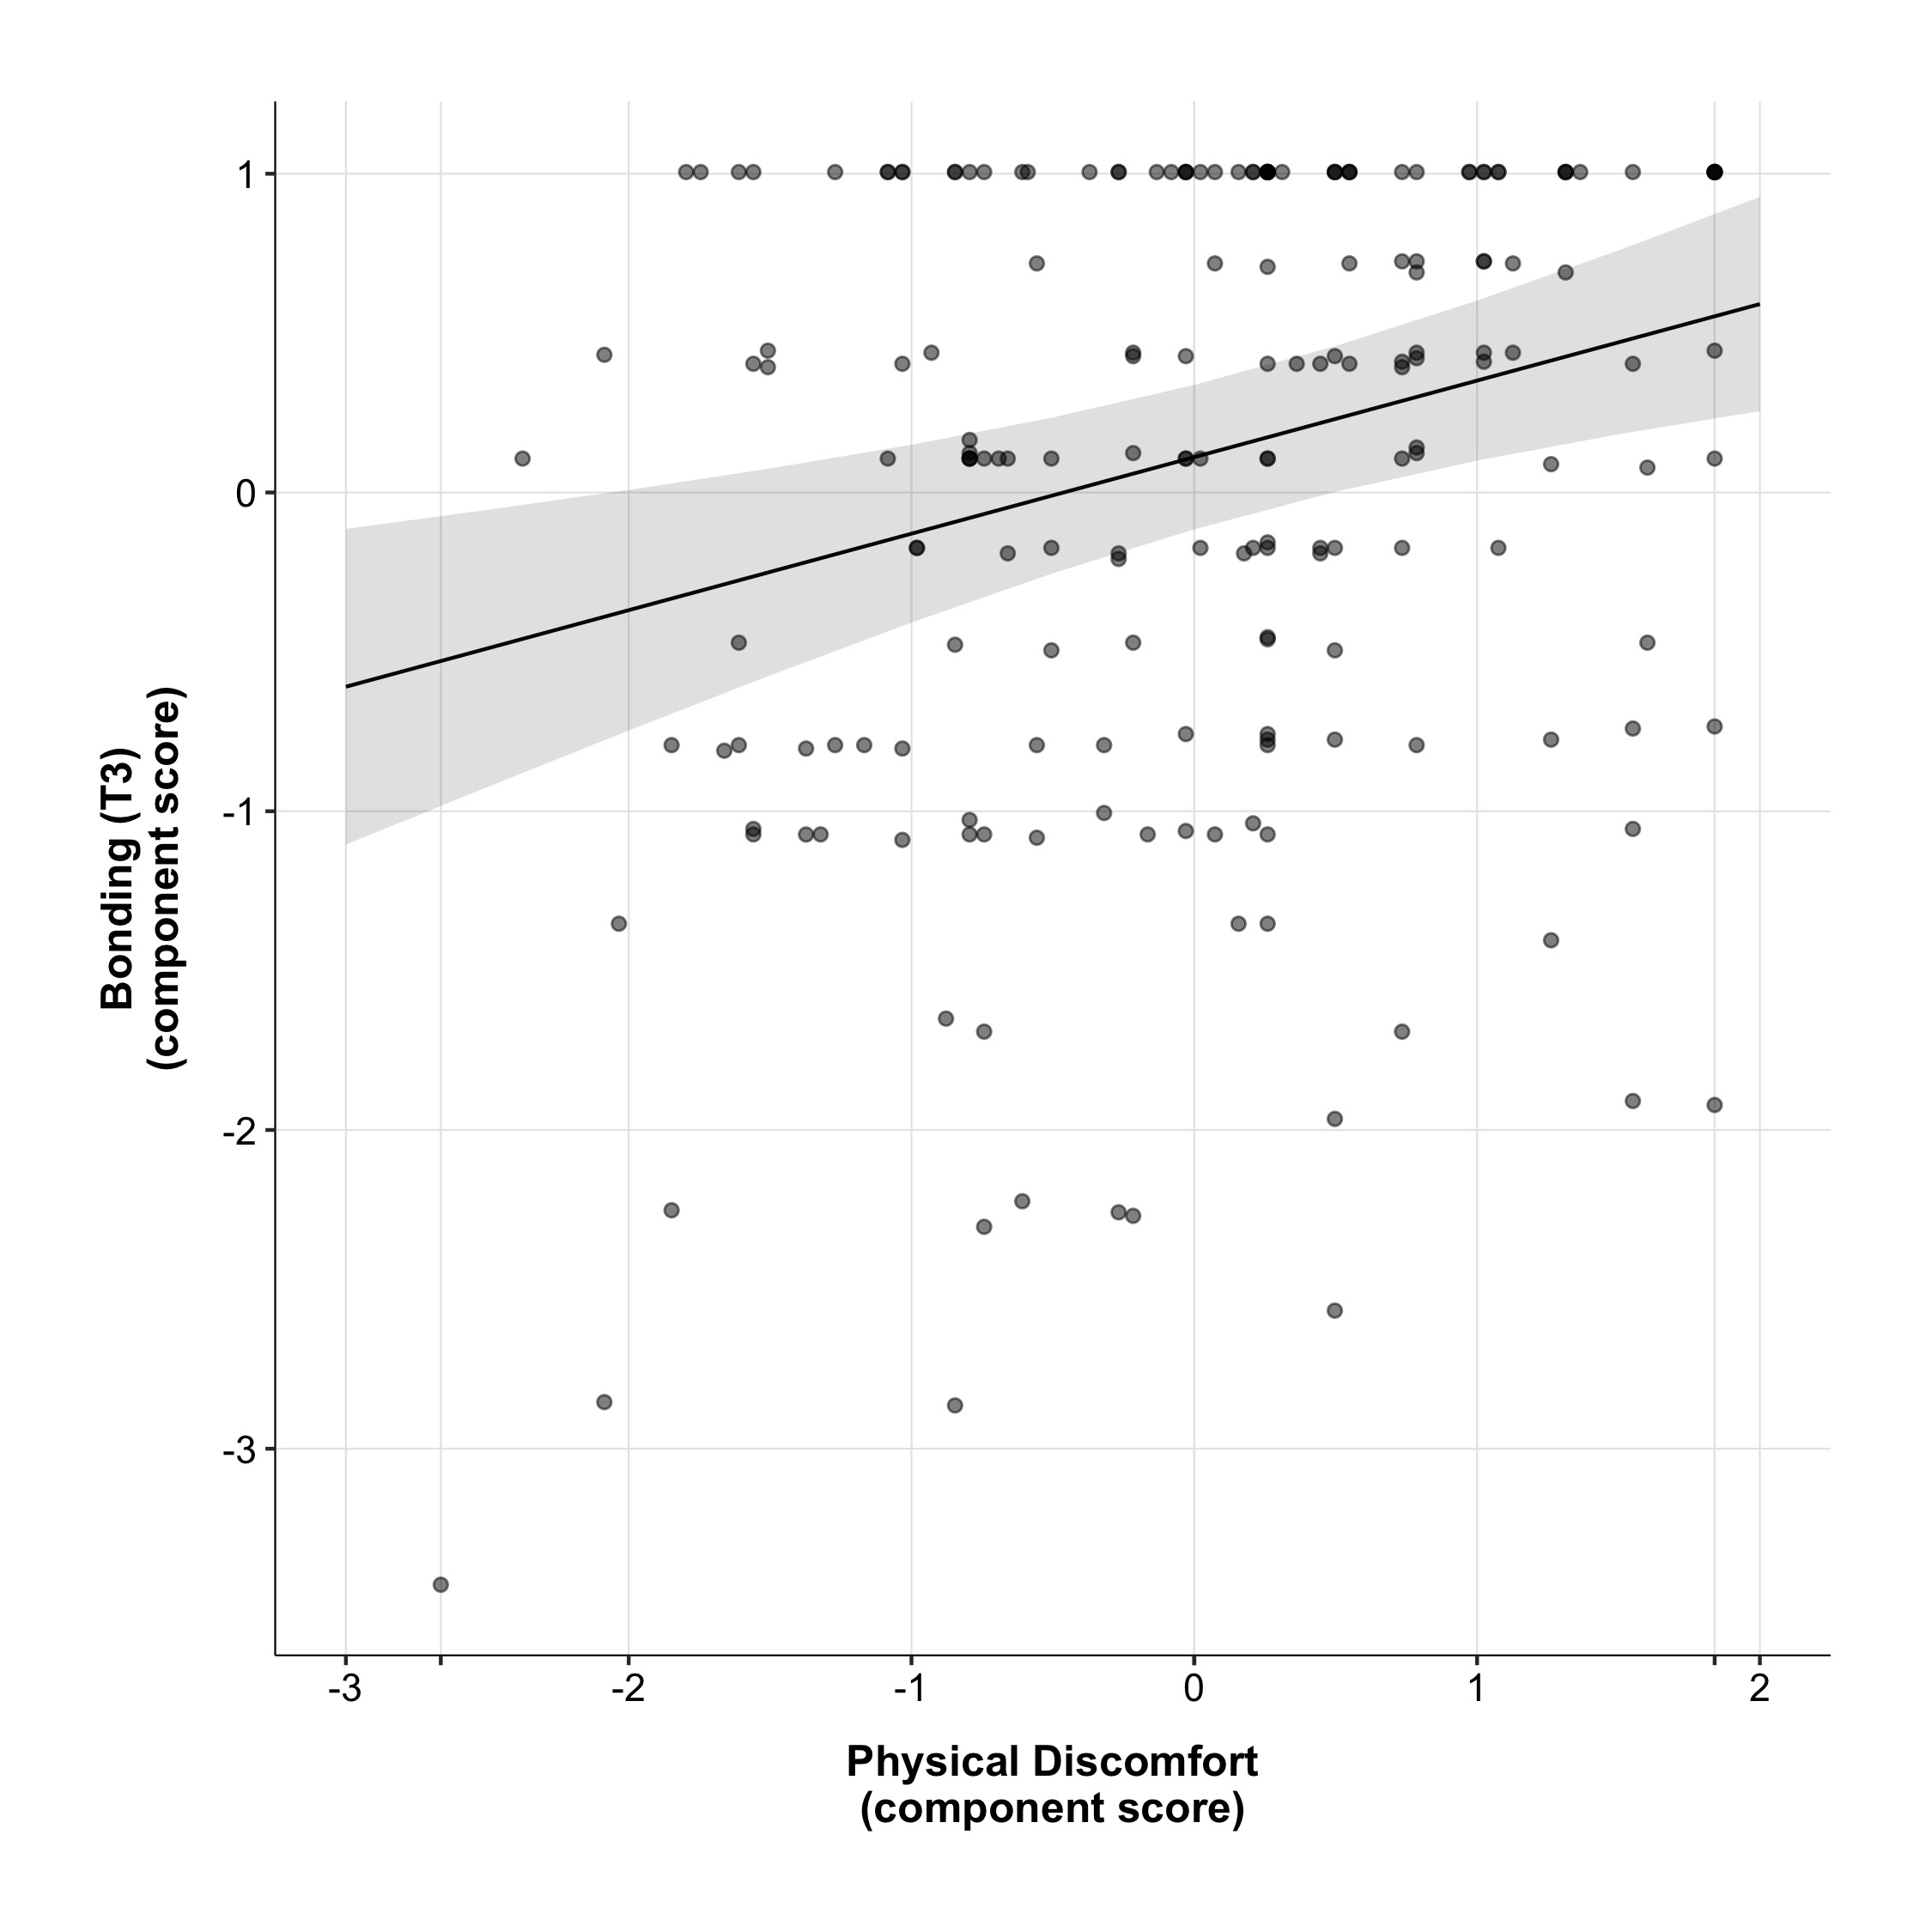 Bonding (T3)
(component score)
1
0
-1
-2
-3
-3
-2
-1
0
1
2
Physical Discomfort
(component score)